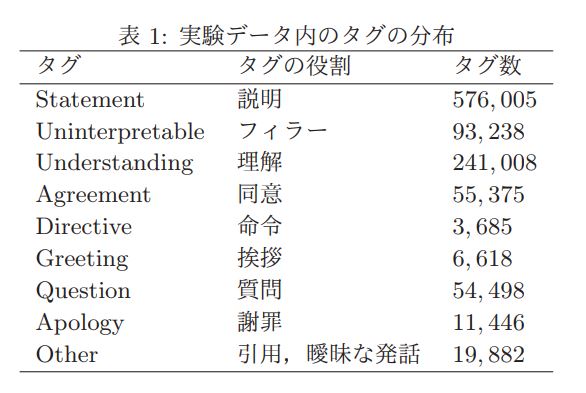 表 1: 実験データ内のタグの分布
タグ タグの役割 タグ数
Statement 説明 576,005
Uninterpretable フィラー 93,238
Understanding 理解 241,008
Agreement 同意 55,375
Directive 命令 3,685
Greeting 挨拶 6,618
Question 質問 54,498
Apology 謝罪 11,446
Other 引用，曖昧な発話 19,882